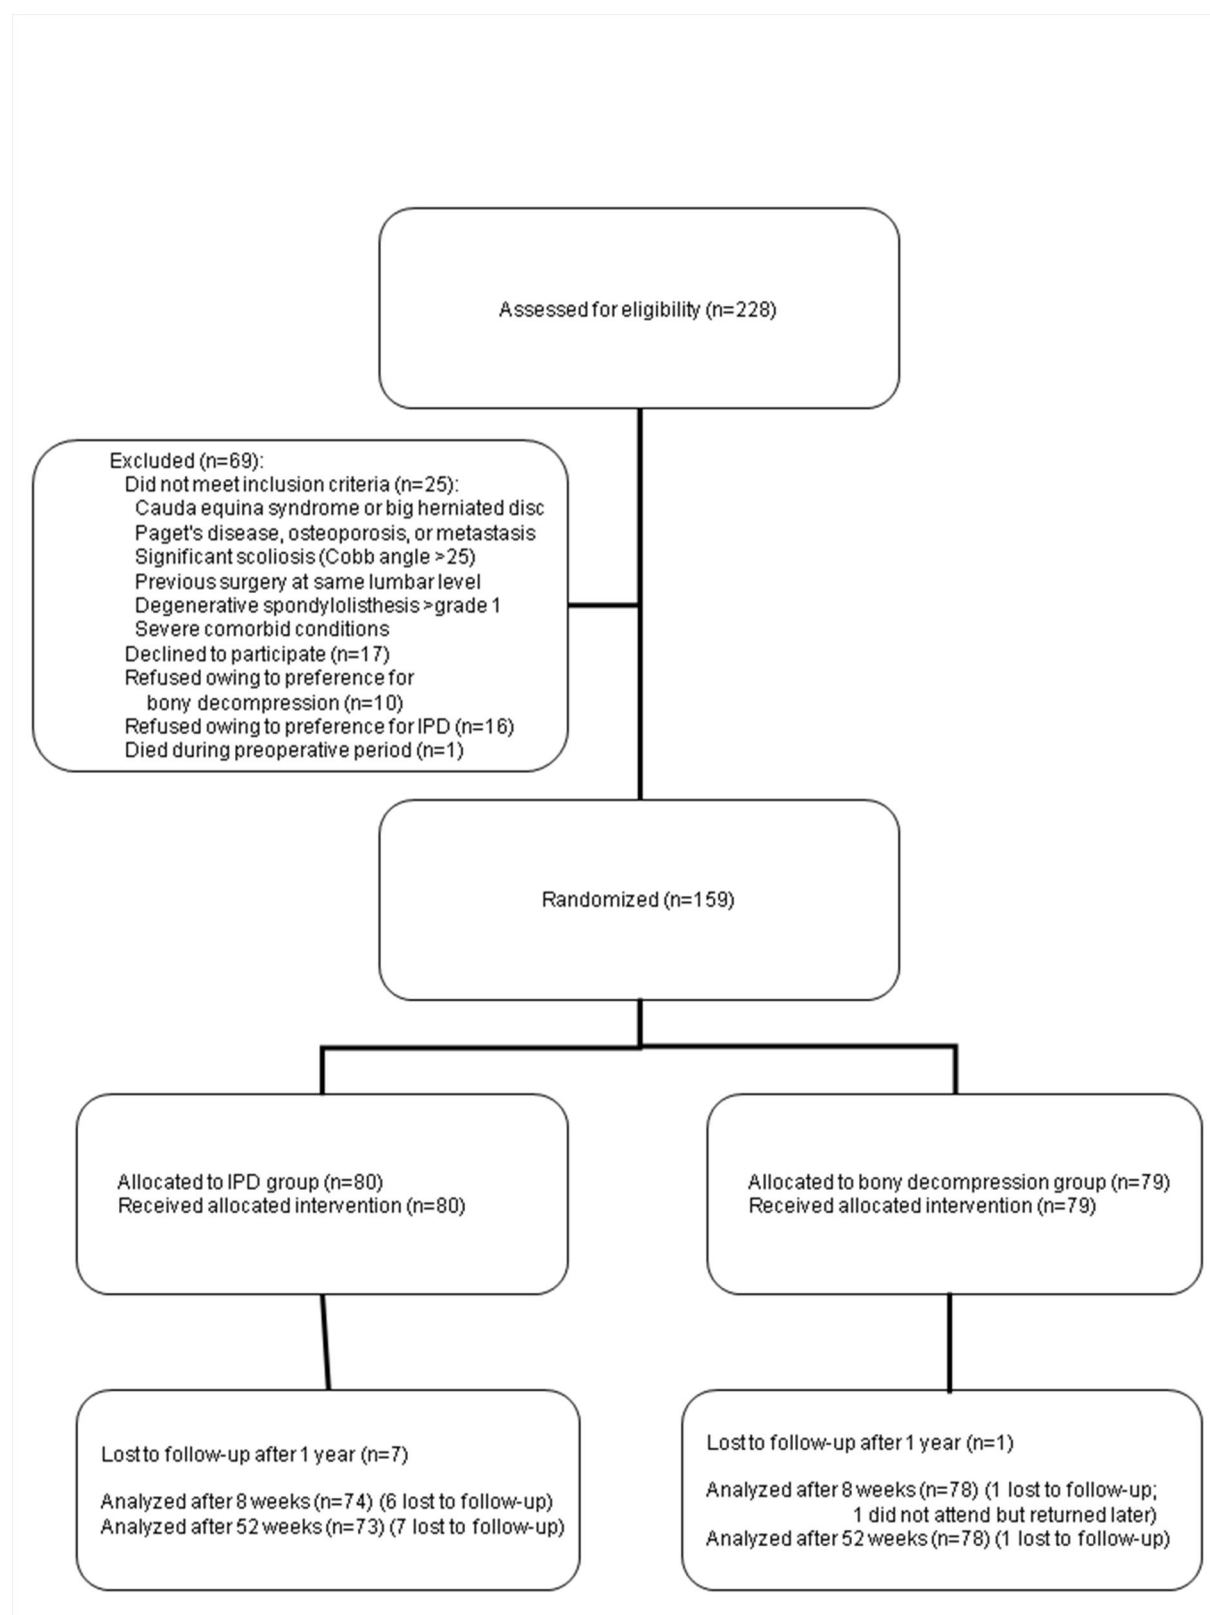 Assessed for eligibility (n=228)
Excluded (n=69):
Did not meet inclusion criteria (n=25):
Cauda equina syndrome or big herniated disc
Paget's disease, osteoporosis, or metastasis
Significant scoliosis (Cobb angle >25)
Previous surgery at same lumbar level
Degenerative spondylolisthesis >grade 1
Severe comorbid conditions
Declined to participate (n=17)
Refused owing to preference for
bony decompression (n=10)
Refused owing to preference for IPD (n=16)
Died during preoperative period (n=1)
Randomized (n=159)
Allocated to IPD group (n=80)
Received allocated intervention (n=80)
Allocated to bony decompression group (n=79)
Received allocated intervention (n=79)
Lost to follow-up after 1 year (n=7)
Analyzed after 8 weeks (n=74) (6 lost to follow-up)
Analyzed after 52 weeks (n=73) (7 lost to follow-up)
Lost to follow-up after 1 year (n=1)
Analyzed after 8 weeks (n=78) (1 lost to follow-up;
1 did not attend but returned later)
Analyzed after 52 weeks (n=78) (1 lost to follow-up)